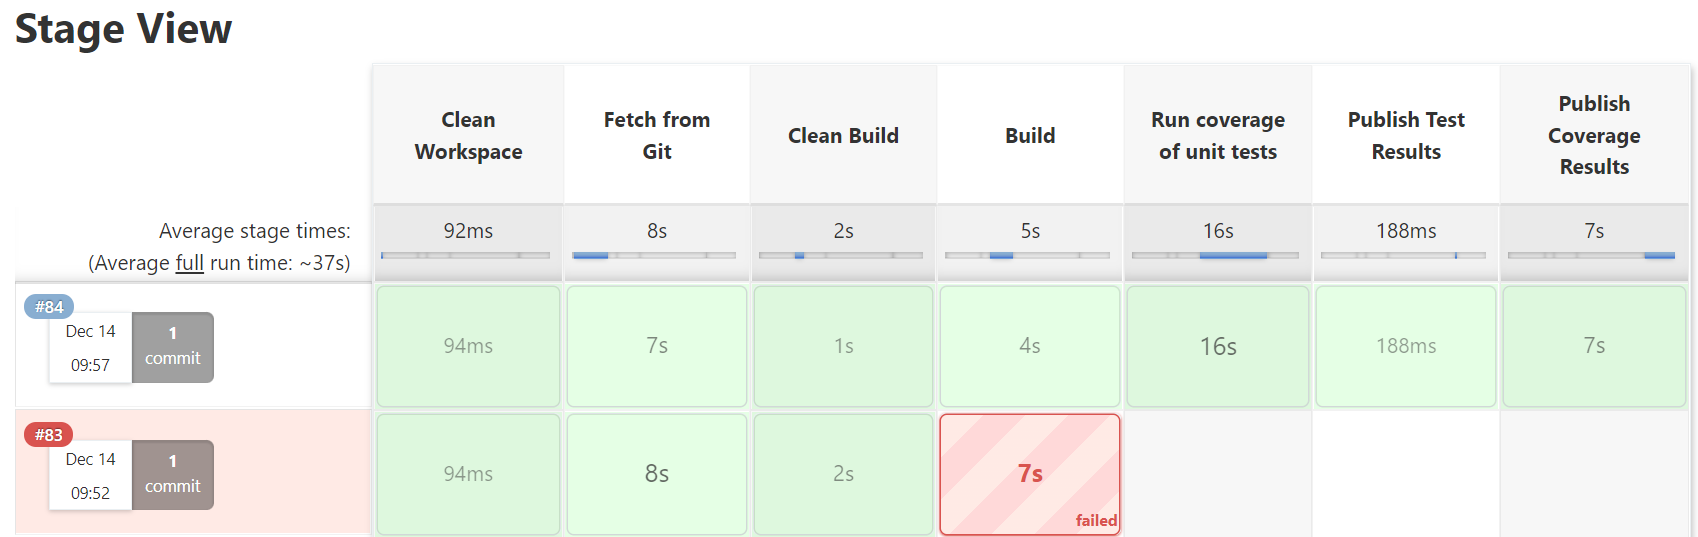 Stage View
Clean
Workspace
Fetch from
Git
Clean Build
Build
Run coverage
of unit tests
Publish Test
Results
Publish
Coverage
Results
Average stage times:
(Average full run time: ~37s)
92ms
8s
2s
5s
16s
188ms
7s
#84
Dec 14
09:57
1
commit
94ms
7s
1s
4s
16s
188ms
7s
#83
Dec 14
09:52
1
commit
94ms
8s
2s
7s
failed